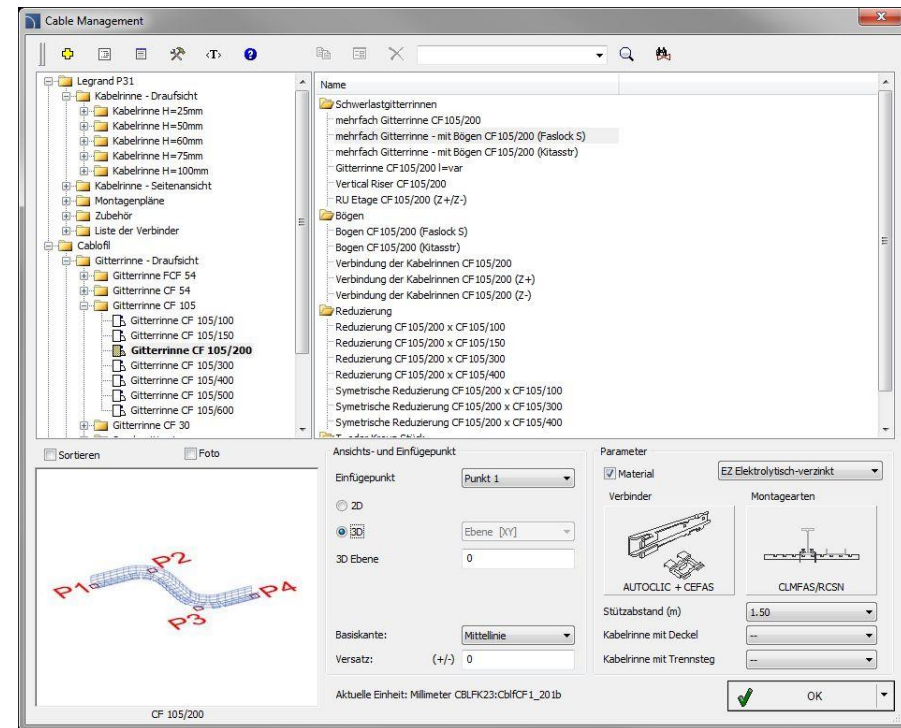 Cable Management
<T>
Legrand P31
Kabelrinne - Draufsicht
Kabelrinne H=25mm
Kabelrinne H=50mm
Kabelrinne H=60mm
Kabelrinne H=75mm
Kabelrinne H=100mm
Kabelrinne - Seitenansicht
Montagenpläne
Zubehör
Liste der Verbinder
Cablofil
Gitterrinne - Draufsicht
Gitterrinne FCF 54
Gitterrinne CF 54
Gitterrinne CF 105
Gitterrinne CF 105/100
Gitterrinne CF 105/150
Gitterrinne CF 105/200
Gitterrinne CF 105/300
Gitterrinne CF 105/400
Gitterrinne CF 105/500
Gitterrinne CF 105/600
Gitterrinne CF 30
Name
Schwerlastgitterrinnen
mehrfach Gitterrinne CF105/200
mehrfach Gitterrinne - mit Bögen CF105/200 (Faslock S)
mehrfach Gitterrinne - mit Bögen CF105/200 (Kitasstr)
Gitterrinne CF105/200 l=var
Vertical Riser CF105/200
RU Etage CF105/200 (Z+/Z-)
Bögen
Bogen CF105/200 (Faslock S)
Bogen CF105/200 (Kitasstr)
Verbindung der Kabelrinnen CF105/200
Verbindung der Kabelrinnen CF105/200 (Z+)
Verbindung der Kabelrinnen CF105/200 (Z-)
Reduzierung
Reduzierung CF105/200 x CF105/100
Reduzierung CF105/200 x CF105/150
Reduzierung CF105/200 x CF105/300
Reduzierung CF105/200 x CF105/400
Symetrische Reduzierung CF105/200 x CF105/100
Symetrische Reduzierung CF105/200 x CF105/300
Symetrische Reduzierung CF105/200 x CF105/400
Sortieren
Foto
P1
P2
P3
P4
CF 105/200
Ansichts- und Einfügepunkt
Einfügepunkt
Punkt 1
2D
3D
Ebene [XY]
3D Ebene
0
Basiskante:
Mittellinie
Versatz:
(+/-)
0
Aktuelle Einheit: Milimeter CBLFK23:CblfCF1_201b
Parameter
Material
EZ Elektrolytisch-verzinkt
Verbinder
Montagearten
AUTOCLIC + CEFAS
CLMFAS/RCSN
Stützabstand (m)
1.50
Kabelrinne mit Deckel
--
Kabelrinne mit Trennsteg
--
OK